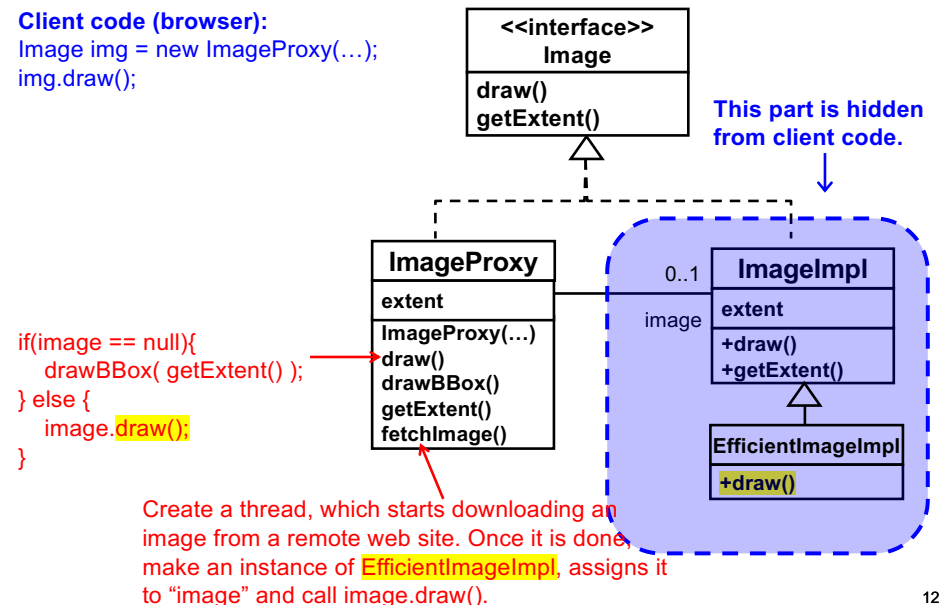 Client code (browser):
Image img = new ImageProxy(…);
img.draw();
<<interface>>
Image
draw()
getExtent()
This part is hidden
from client code.
ImageProxy
extent
ImageProxy(…)
draw()
drawBBox()
getExtent()
fetchImage()
0..1
image
ImageImpl
extent
+draw()
+getExtent()
EfficientImageImpl
+draw()
if(image == null){
drawBBox( getExtent() );
} else {
image.draw();
}
Create a thread, which starts downloading an
image from a remote web site. Once it is done,
make an instance of EfficientImageImpl, assigns it
to “image” and call image.draw().
12